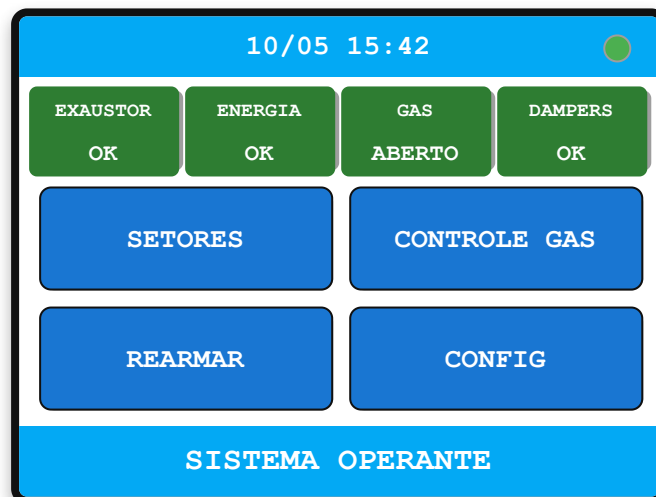 10/05 15:42
EXAUSTOR ENERGIA GAS DAMPERS
OK OK ABERTO OK
SETORES CONTROLE GAS
REARMAR CONFIG
SISTEMA OPERANTE